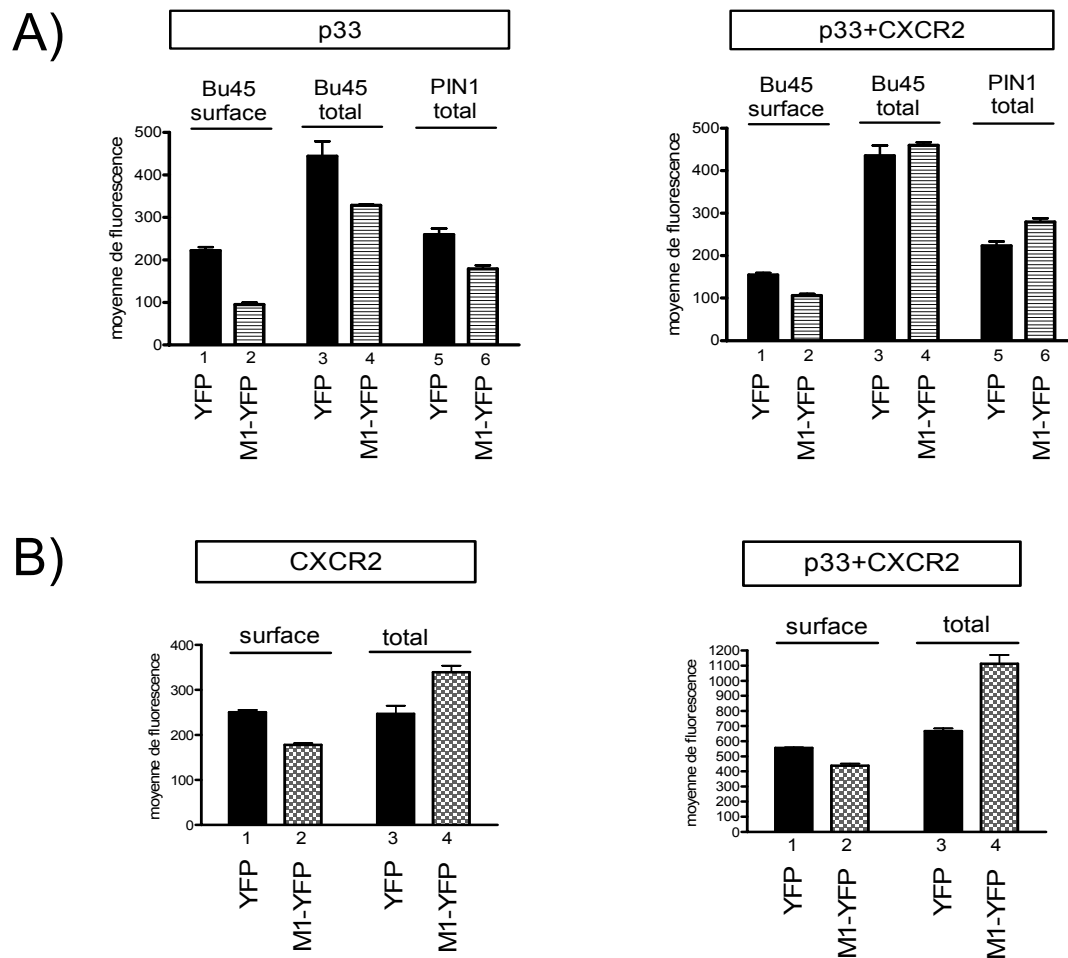 A)
p33
Bu45 surface
Bu45 total
PIN1 total
moyenne de fluorescence
500
400
300
200
100
0
1 2 3 4 5 6
YFP M1-YFP YFP M1-YFP YFP M1-YFP
p33+CXCR2
Bu45 surface
Bu45 total
PIN1 total
moyenne de fluorescence
500
400
300
200
100
0
1 2 3 4 5 6
YFP M1-YFP YFP M1-YFP YFP M1-YFP
B)
CXCR2
surface total
moyenne de fluorescence
400
300
200
100
0
1 2 3 4
YFP M1-YFP YFP M1-YFP
p33+CXCR2
surface total
moyenne de fluorescence
1200
1100
1000
900
800
700
600
500
400
300
200
100
0
1 2 3 4
YFP M1-YFP YFP M1-YFP